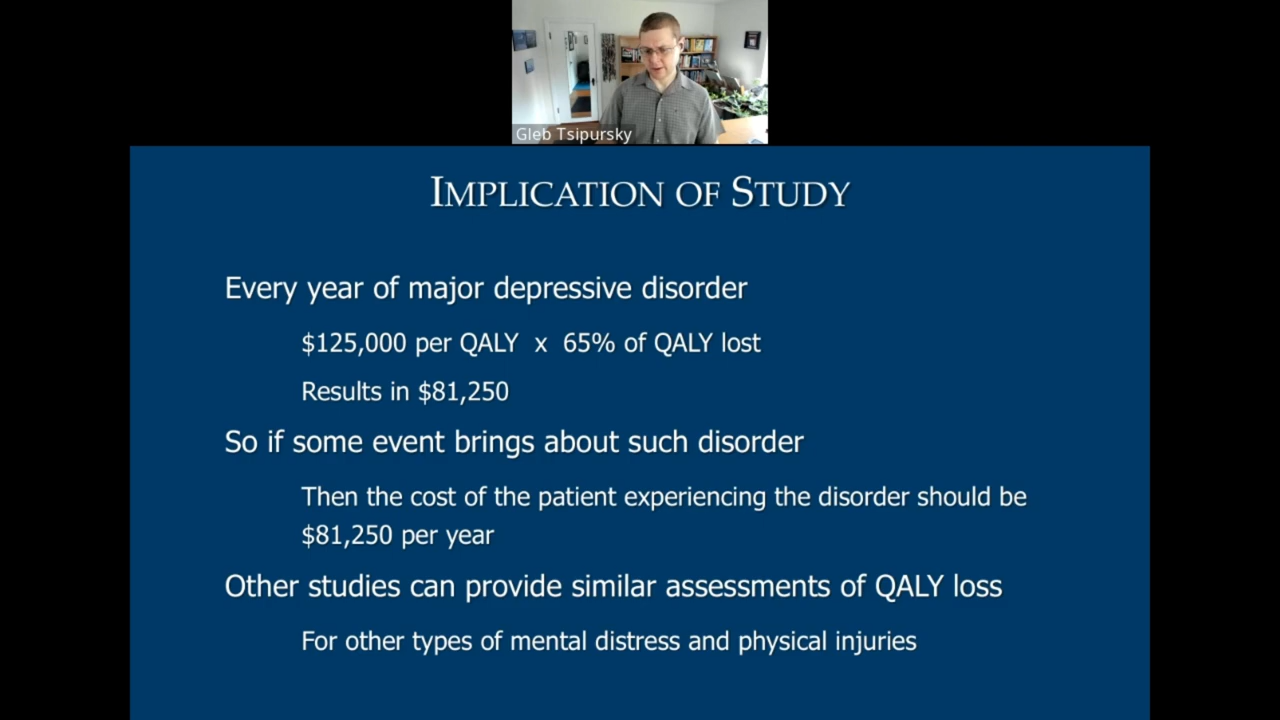 Gleb Tsipursky
IMPLICATION OF STUDY
Every year of major depressive disorder
$125,000 per QALY x 65% of QALY lost
Results in $81,250
So if some event brings about such disorder
Then the cost of the patient experiencing the disorder should be
$81,250 per year
Other studies can provide similar assessments of QALY loss
For other types of mental distress and physical injuries